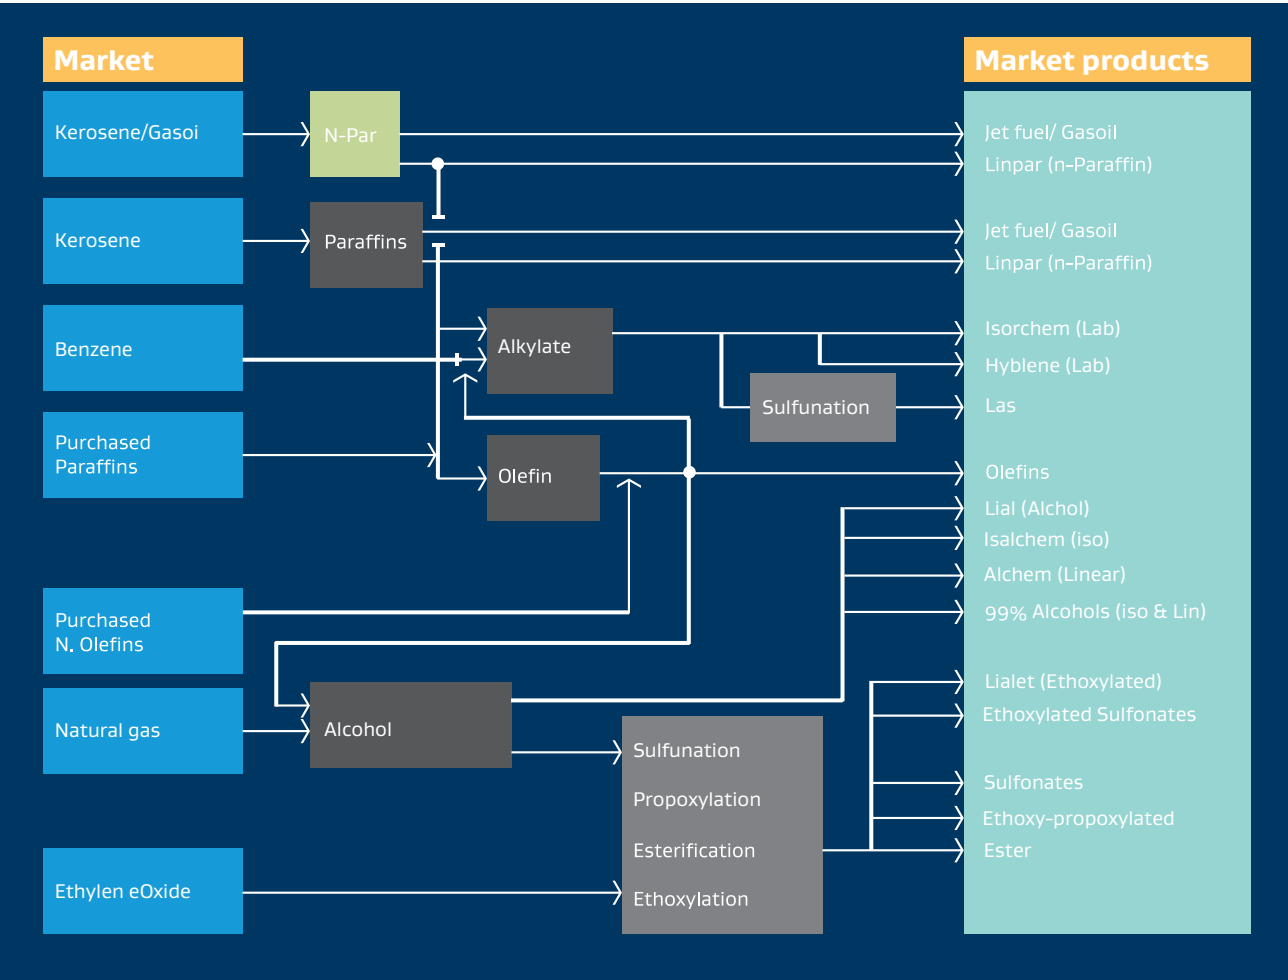 Market
Kerosene/Gasoi
Kerosene
Benzene
Purchased
Paraffins
Purchased
N. Olefins
Natural gas
Ethylen eOxide
N-Par
Paraffins
Alkylate
Sulfunation
Olefin
Alcohol
Sulfunation
Propoxylation
Esterification
Ethoxylation
Market products
Jet fuel/ Gasoil
Linpar (n-Paraffin)
Jet fuel/ Gasoil
Linpar (n-Paraffin)
Isorchem (Lab)
Hyblene (Lab)
Las
Olefins
Lial (Alchol)
Isalchem (iso)
Alchem (Linear)
99% Alcohols (iso & Lin)
Lialet (Ethoxylated)
Ethoxylated Sulfonates
Sulfonates
Ethoxy-propoxylated
Ester